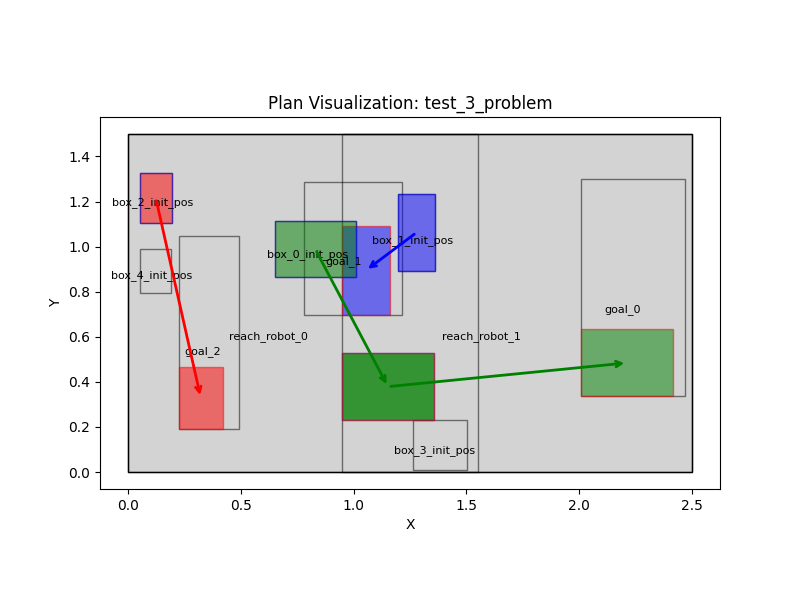 Plan Visualization: test_3_problem
1.4
1.2
1.0
0.8
0.6
0.4
0.2
0.0
Y
box_2_init_pos
box_1_init_pos
box_0_init_pos
goal_1
box_4_init_pos
goal_0
reach_robot_0
reach_robot_1
goal_2
box_3_init_pos
0.0
0.5
1.0
1.5
2.0
2.5
X